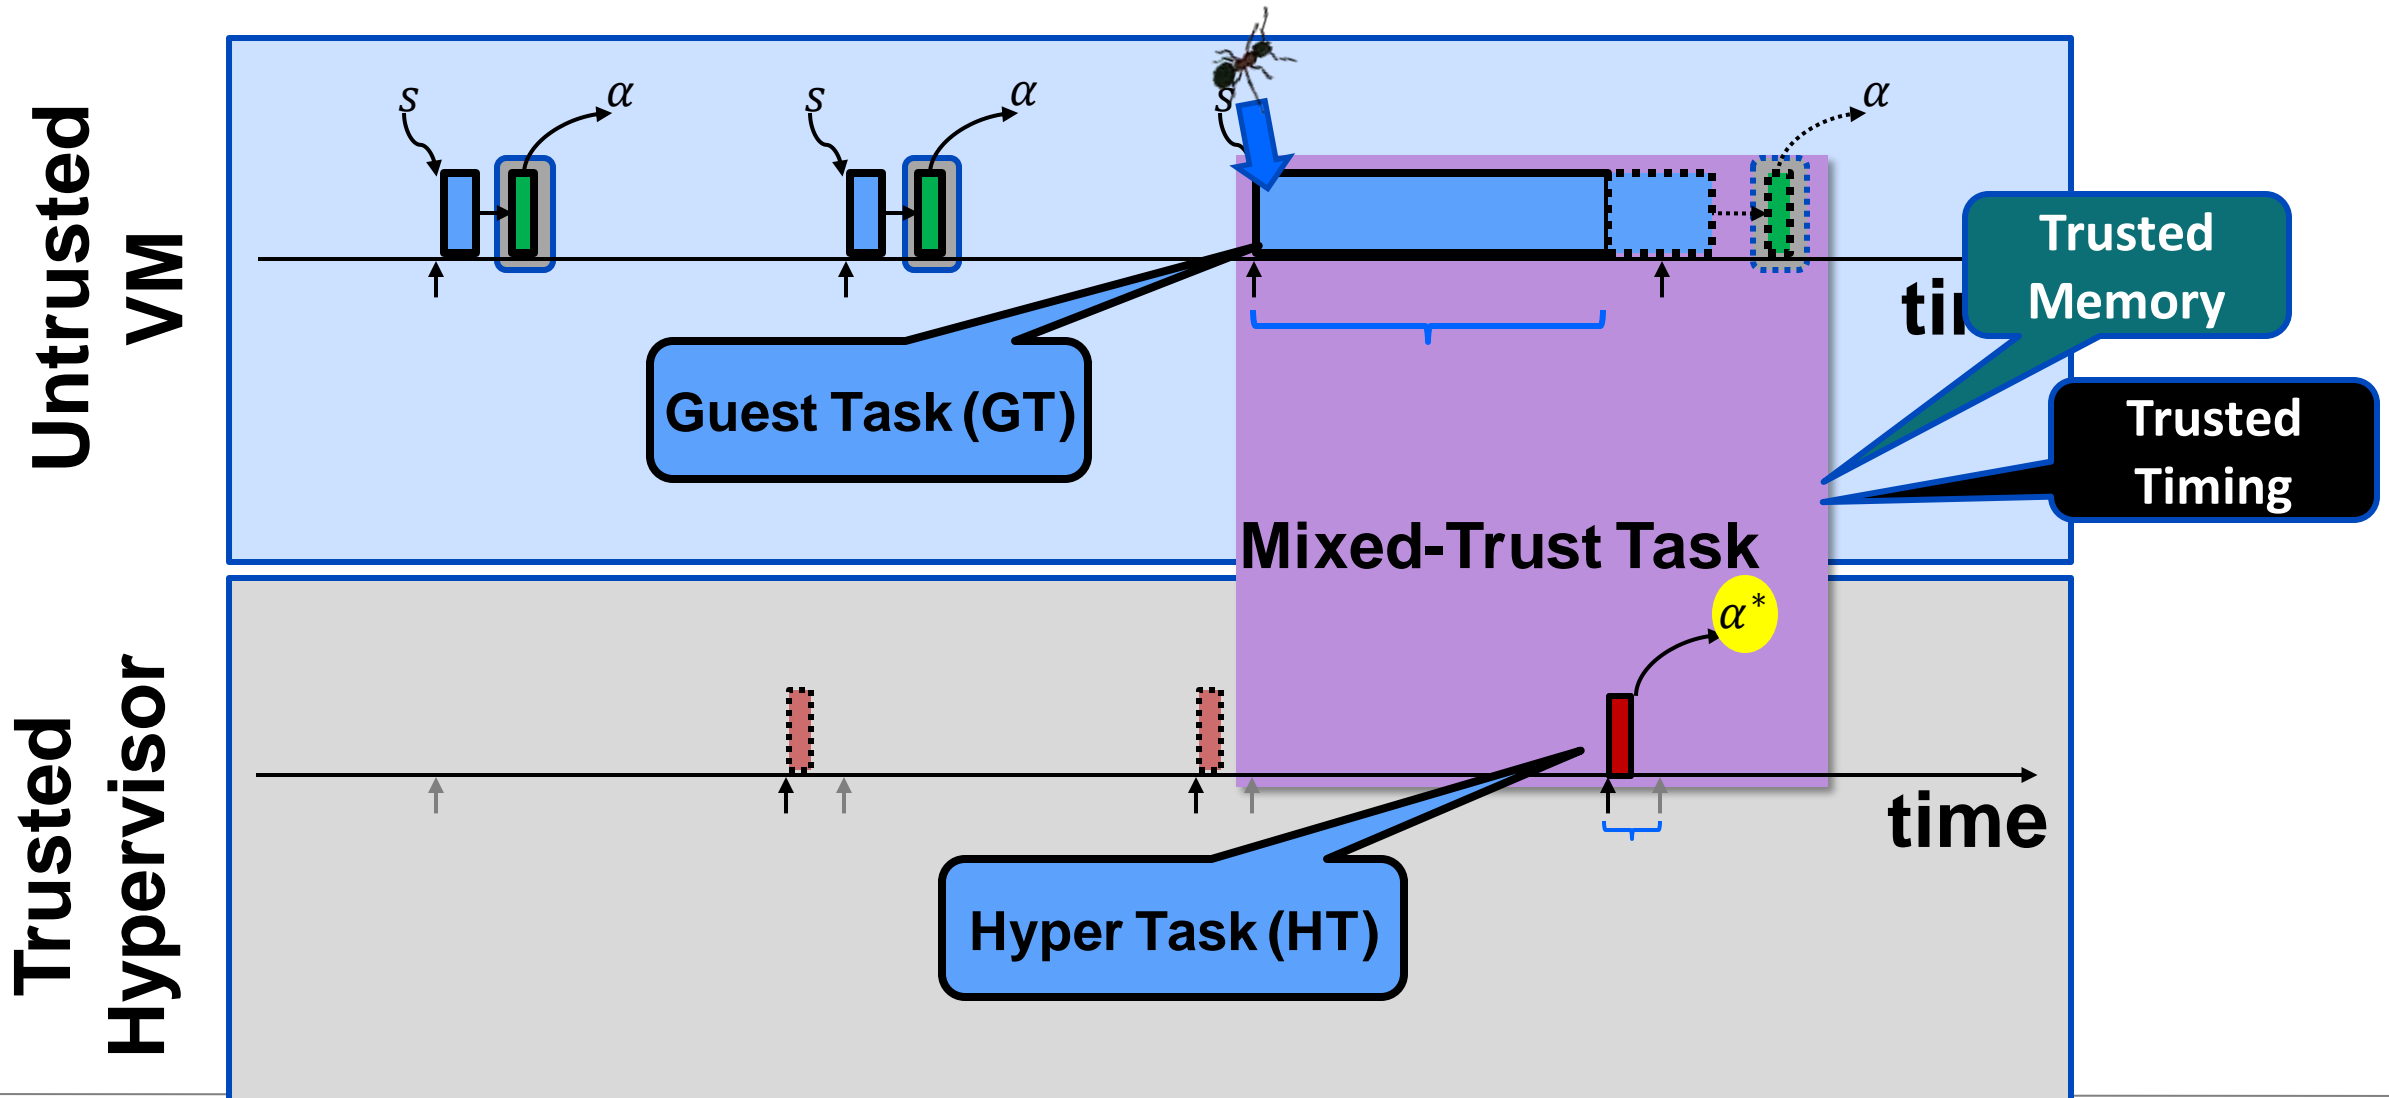 Untrusted
VM
s
α
s
α
s
α
Trusted
Memory
Guest Task (GT)
Trusted
Timing
Mixed-Trust Task
α*
Trusted
Hypervisor
time
Hyper Task (HT)